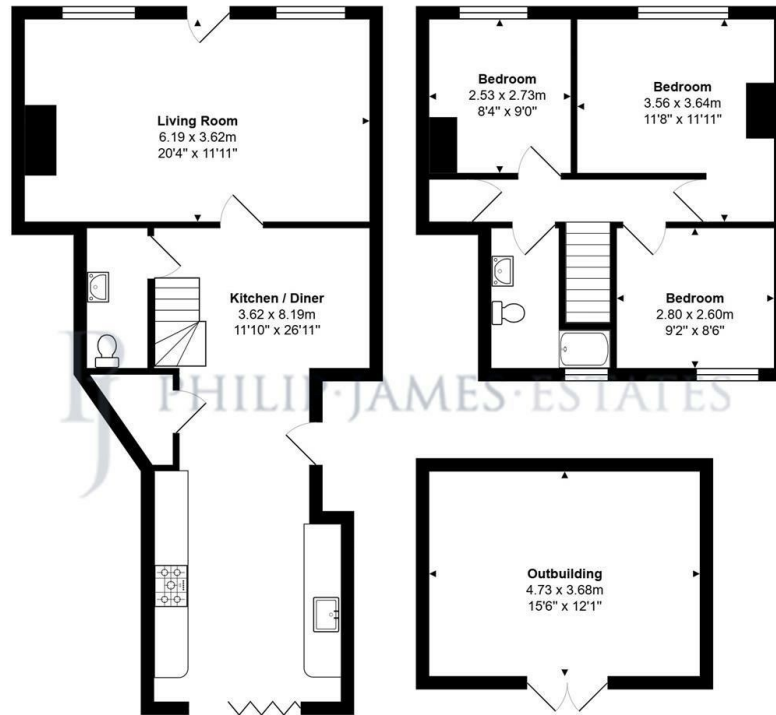 Living Room
6.19 x 3.62m
20'4" x 11'11"
Bedroom
2.53 x 2.73m
8'4" x 9'0"
Bedroom
3.56 x 3.64m
11'8" x 11'11"
Kitchen / Diner
3.62 x 8.19m
11'10" x 26'11"
Bedroom
2.80 x 2.60m
9'2" x 8'6"
PJ PHILIP·JAMES·ESTATES
Outbuilding
4.73 x 3.68m
15'6" x 12'1"